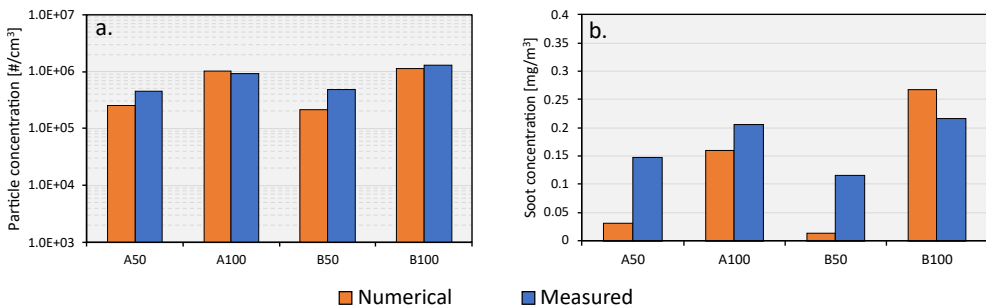 a.
Particle concentration [#/cm³]
1.0E+07
1.0E+06
1.0E+05
1.0E+04
1.0E+03
A50 A100 B50 B100
b.
Soot concentration [mg/m³]
0.4
0.35
0.3
0.25
0.2
0.15
0.1
0.05
0
A50 A100 B50 B100
Numerical Measured